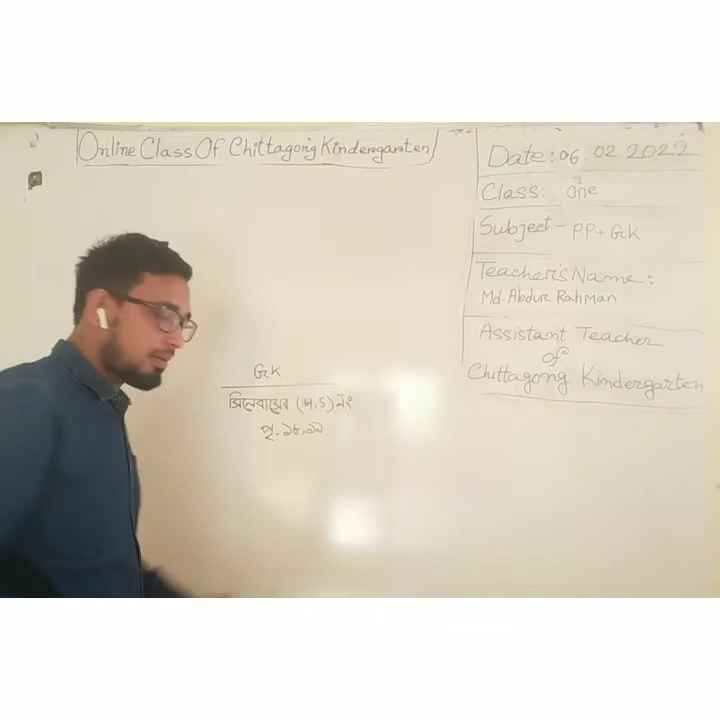 Online Class Of Chittagong Kindergarten
Date: 06. 02 2022
Class: One
Subject - PP + GK
Teacher's Name:
Md. Abdur Rahman
Assistant Teacher
of
Chittagong Kindergarten
GK
সিলেবাসের (4,5) নং
পৃ. ১৮,১৯